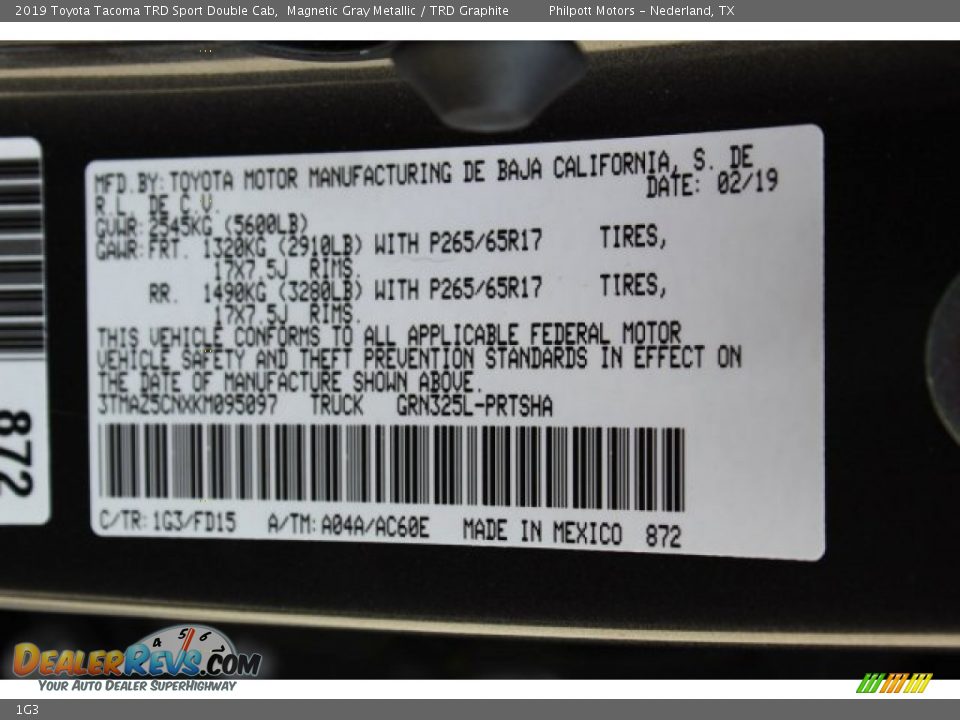 2019 Toyota Tacoma TRD Sport Double Cab,  Magnetic Gray Metallic / TRD Graphite    Philpott Motors - Nederland, TX
MFD.BY:TOYOTA MOTOR MANUFACTURING DE BAJA CALIFORNIA, S. DE
R.L. DE C.V.    DATE: 02/19
GVWR:2545KG (5600LB)
GAWR:FRT. 1320KG (2910LB) WITH P265/65R17    TIRES,
17X7.5J RIMS.
RR. 1490KG (3280LB) WITH P265/65R17    TIRES,
17X7.5J RIMS.
THIS VEHICLE CONFORMS TO ALL APPLICABLE FEDERAL MOTOR
VEHICLE SAFETY AND THEFT PREVENTION STANDARDS IN EFFECT ON
THE DATE OF MANUFACTURE SHOWN ABOVE.
3TMAZ5CNXKM095097    TRUCK    GRN325L-PRTSHA
C/TR:1G3/FD15    A/TM:A04A/AC60E    MADE IN MEXICO    872
872
4 5 6
DEALERREVS.COM
YOUR AUTO DEALER SUPERHIGHWAY
1G3